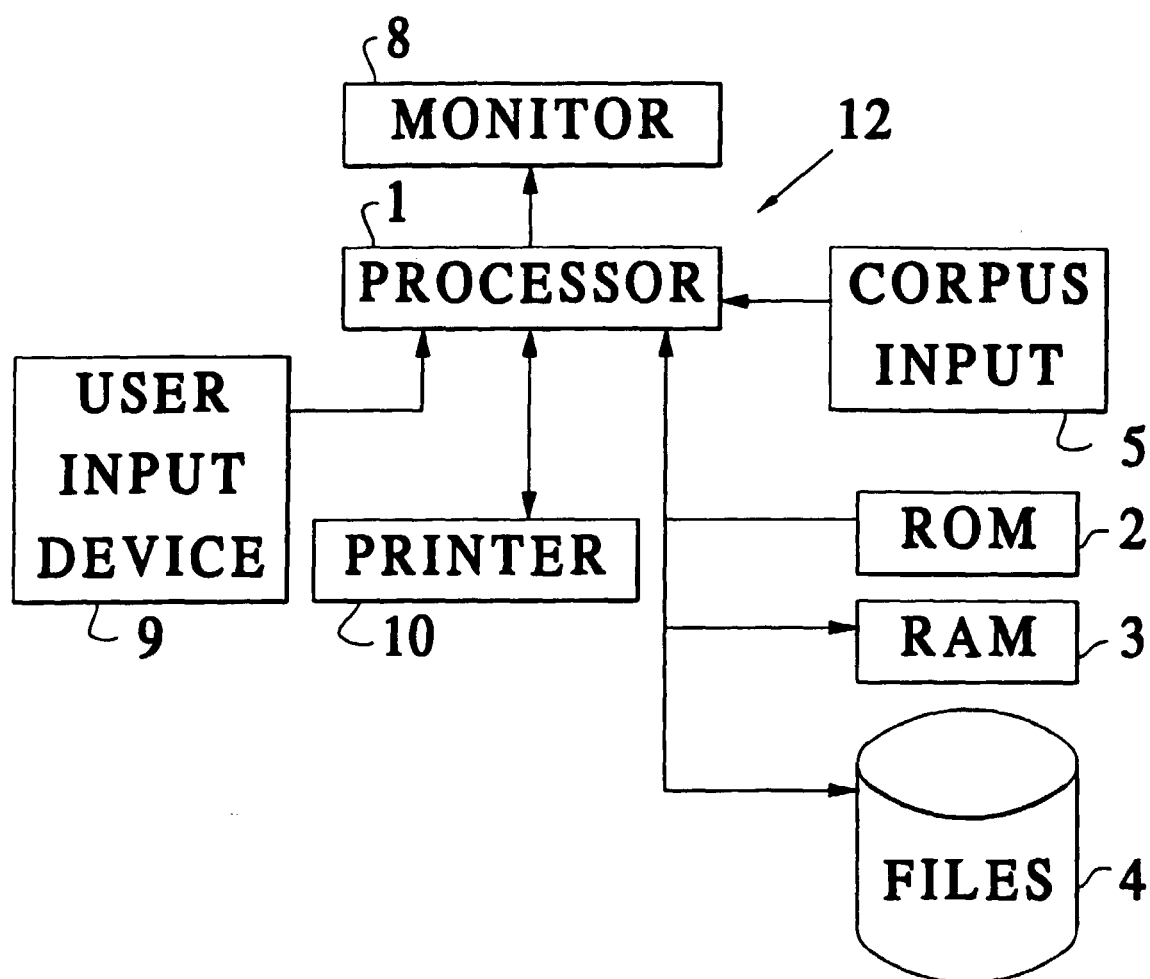 8
MONITOR
12
1
PROCESSOR
CORPUS
INPUT
5
USER
INPUT
DEVICE
9
PRINTER
10
ROM
2
RAM
3
FILES
4